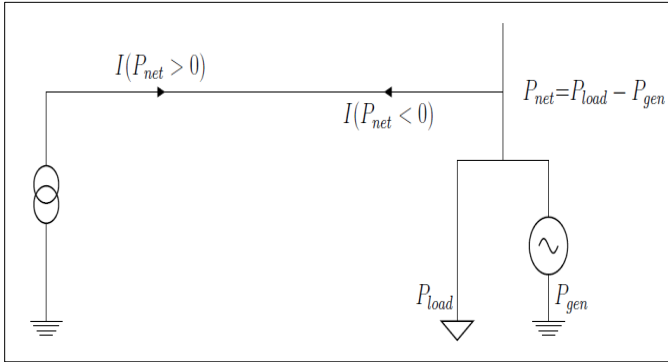 I(P_net > 0)
I(P_net < 0)
P_net=P_load − P_gen
P_load
P_gen